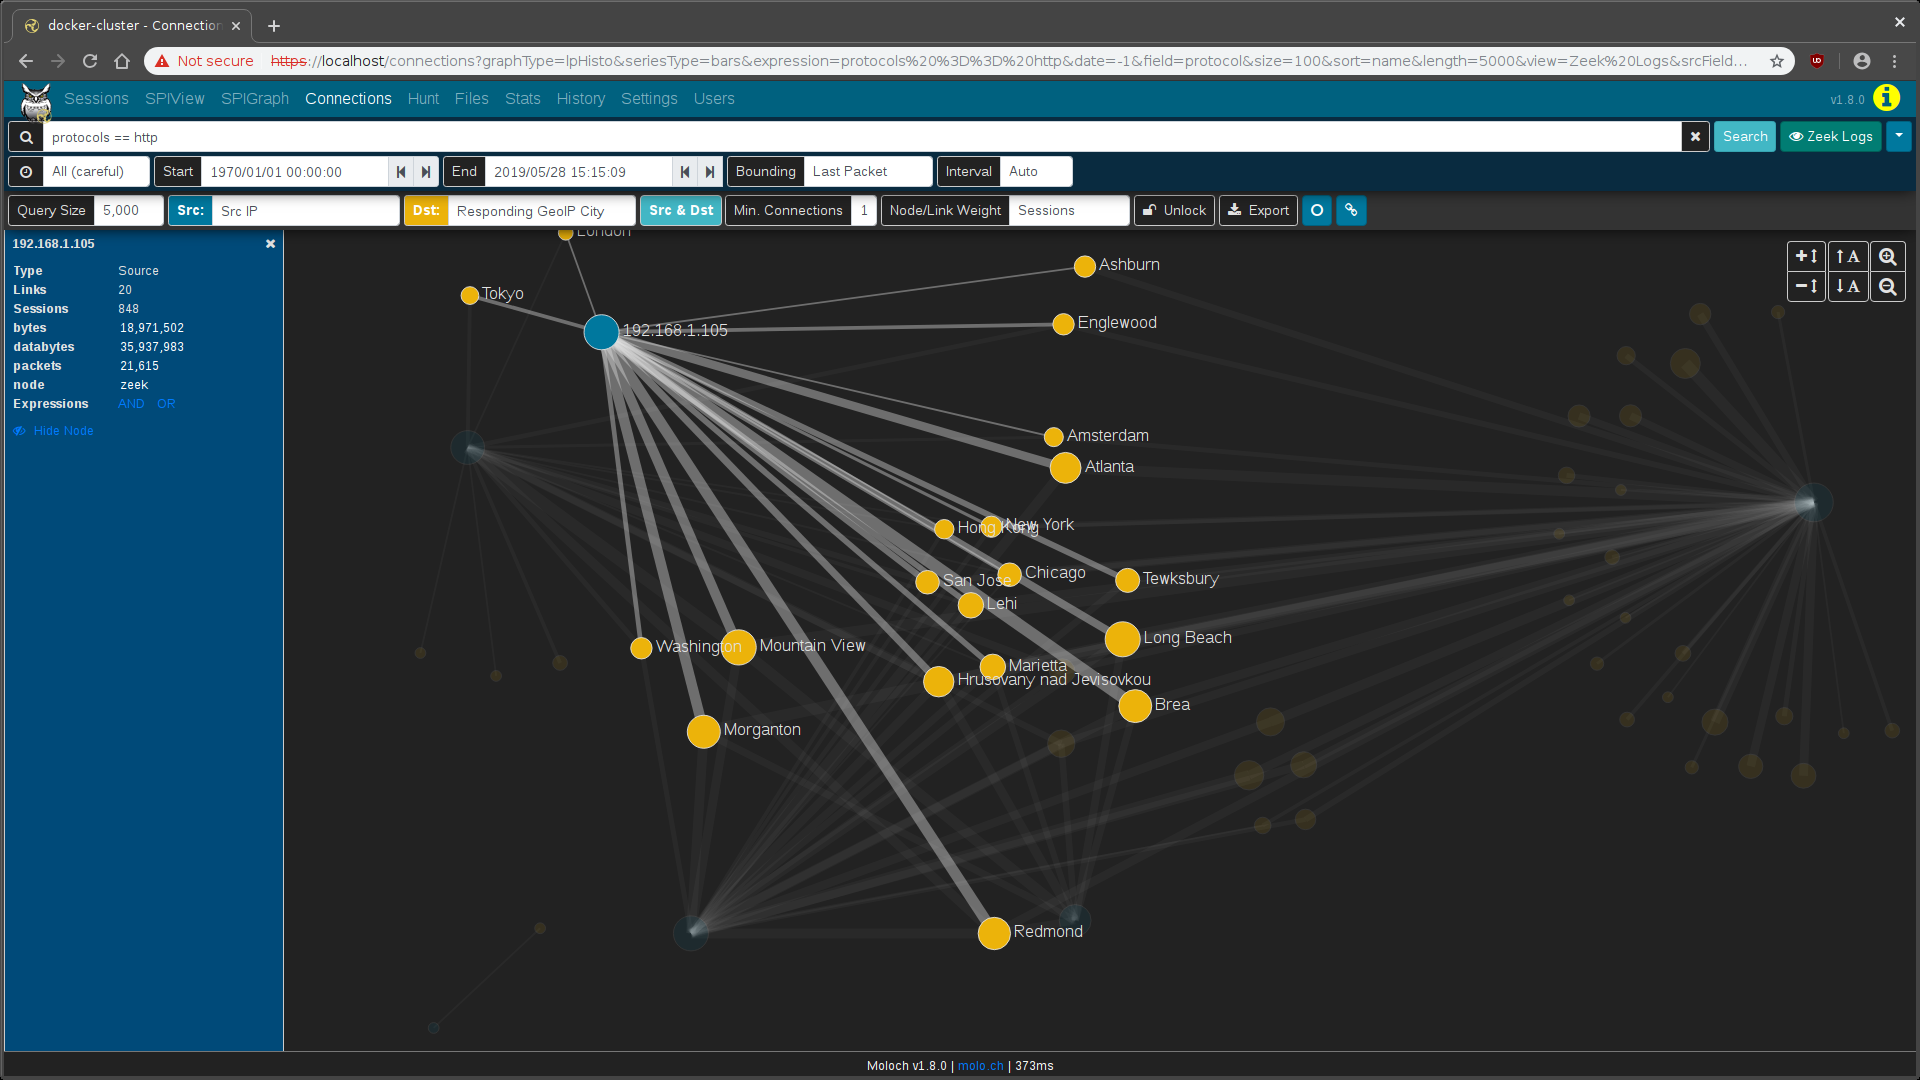 docker-cluster - Connection
Not secure https://localhost/connections?graphType=lpHisto&seriesType=bars&expression=protocols%20%3D%3D%20http&date=-1&field=protocol&size=100&sort=name&length=5000&view=Zeek%20Logs&srcField...
Sessions SPIView SPIGraph Connections Hunt Files Stats History Settings Users v1.8.0
protocols == http Search Zeek Logs
All (careful) Start 1970/01/01 00:00:00 End 2019/05/28 15:15:09 Bounding Last Packet Interval Auto
Query Size 5,000 Src: Src IP Dst: Responding GeoIP City Src & Dst Min. Connections 1 Node/Link Weight Sessions Unlock Export
192.168.1.105
Type Source
Links 20
Sessions 848
bytes 18,971,502
databytes 35,937,983
packets 21,615
node zeek
Expressions AND OR
Hide Node
London
Ashburn
Tokyo
Englewood
192.168.1.105
Amsterdam
Atlanta
Hong Kong
New York
Chicago
San Jose
Tewksbury
Lehi
Long Beach
Washington
Mountain View
Marietta
Hrusovany nad Jevisovkou
Brea
Morganton
Redmond
Moloch v1.8.0 | molo.ch | 373ms